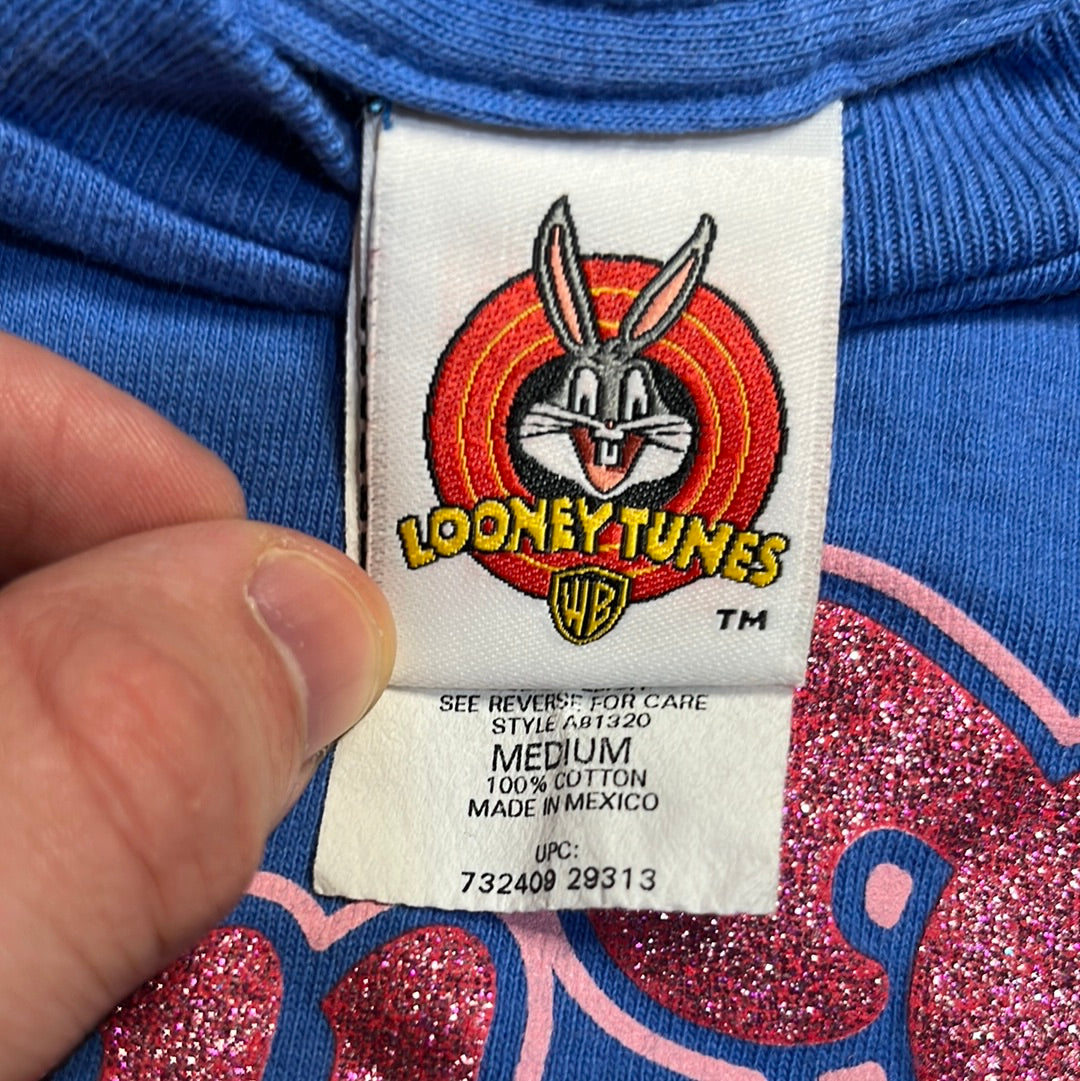 LOONEY TUNES
WB
TM
SEE REVERSE FOR CARE
STYLE A81320
MEDIUM
100% COTTON
MADE IN MEXICO
UPC:
732409 29313